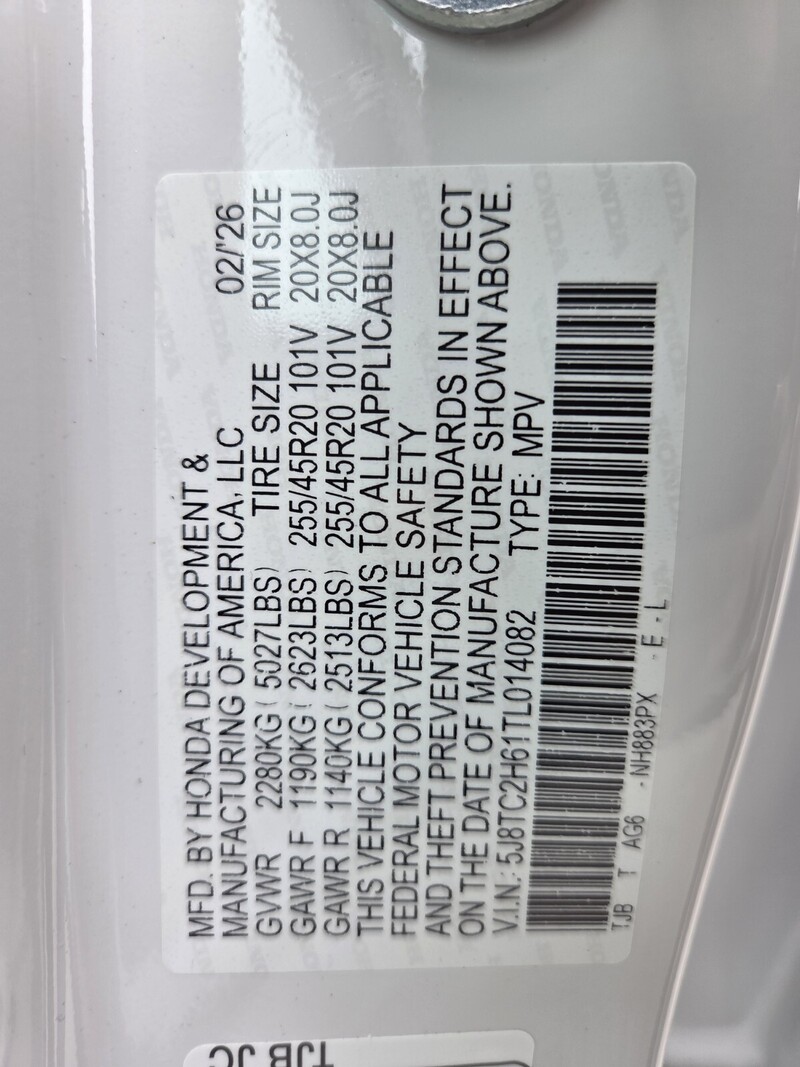 MFD. BY HONDA DEVELOPMENT &
MANUFACTURING OF AMERICA, LLC 02/'26
GVWR 2280KG ( 5027LBS) TIRE SIZE RIM SIZE
GAWR F 1190KG ( 2623LBS) 255/45R20 101V 20X8.0J
GAWR R 1140KG ( 2513LBS) 255/45R20 101V 20X8.0J
THIS VEHICLE CONFORMS TO ALL APPLICABLE
FEDERAL MOTOR VEHICLE SAFETY
AND THEFT PREVENTION STANDARDS IN EFFECT
ON THE DATE OF MANUFACTURE SHOWN ABOVE.
V.I.N.: 5J8TC2H61TL014082 TYPE: MPV
TJB T AG6 - NH883PX - E - L
TJB JC